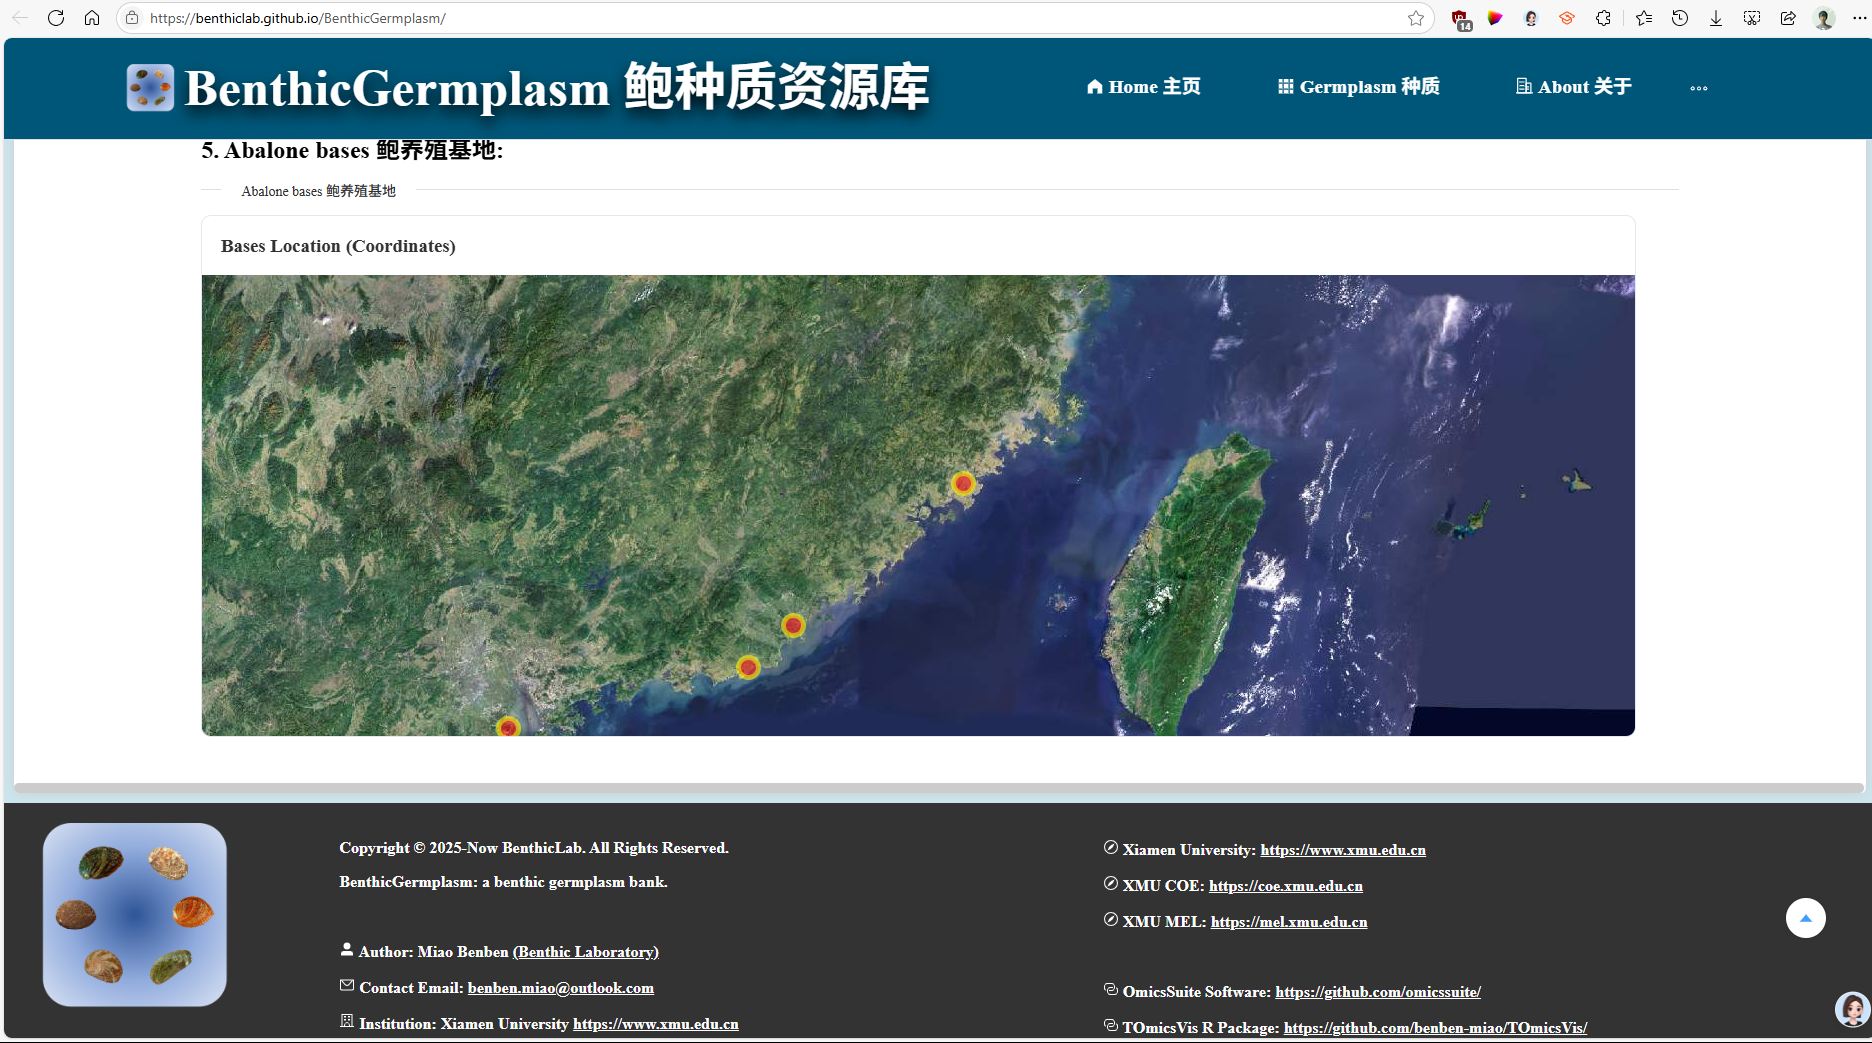 https://benthiclab.github.io/BenthicGermplasm/
14
BenthicGermplasm 鲍种质资源库
Home 主页
Germplasm 种质
About 关于
5. Abalone bases 鲍养殖基地:
Abalone bases 鲍养殖基地
Bases Location (Coordinates)
Copyright © 2025-Now BenthicLab. All Rights Reserved.
BenthicGermplasm: a benthic germplasm bank.
Author: Miao Benben (Benthic Laboratory)
Contact Email: benben.miao@outlook.com
Institution: Xiamen University https://www.xmu.edu.cn
Xiamen University: https://www.xmu.edu.cn
XMU COE: https://coe.xmu.edu.cn
XMU MEL: https://mel.xmu.edu.cn
OmicsSuite Software: https://github.com/omicssuite/
TOmicsVis R Package: https://github.com/benben-miao/TOmicsVis/